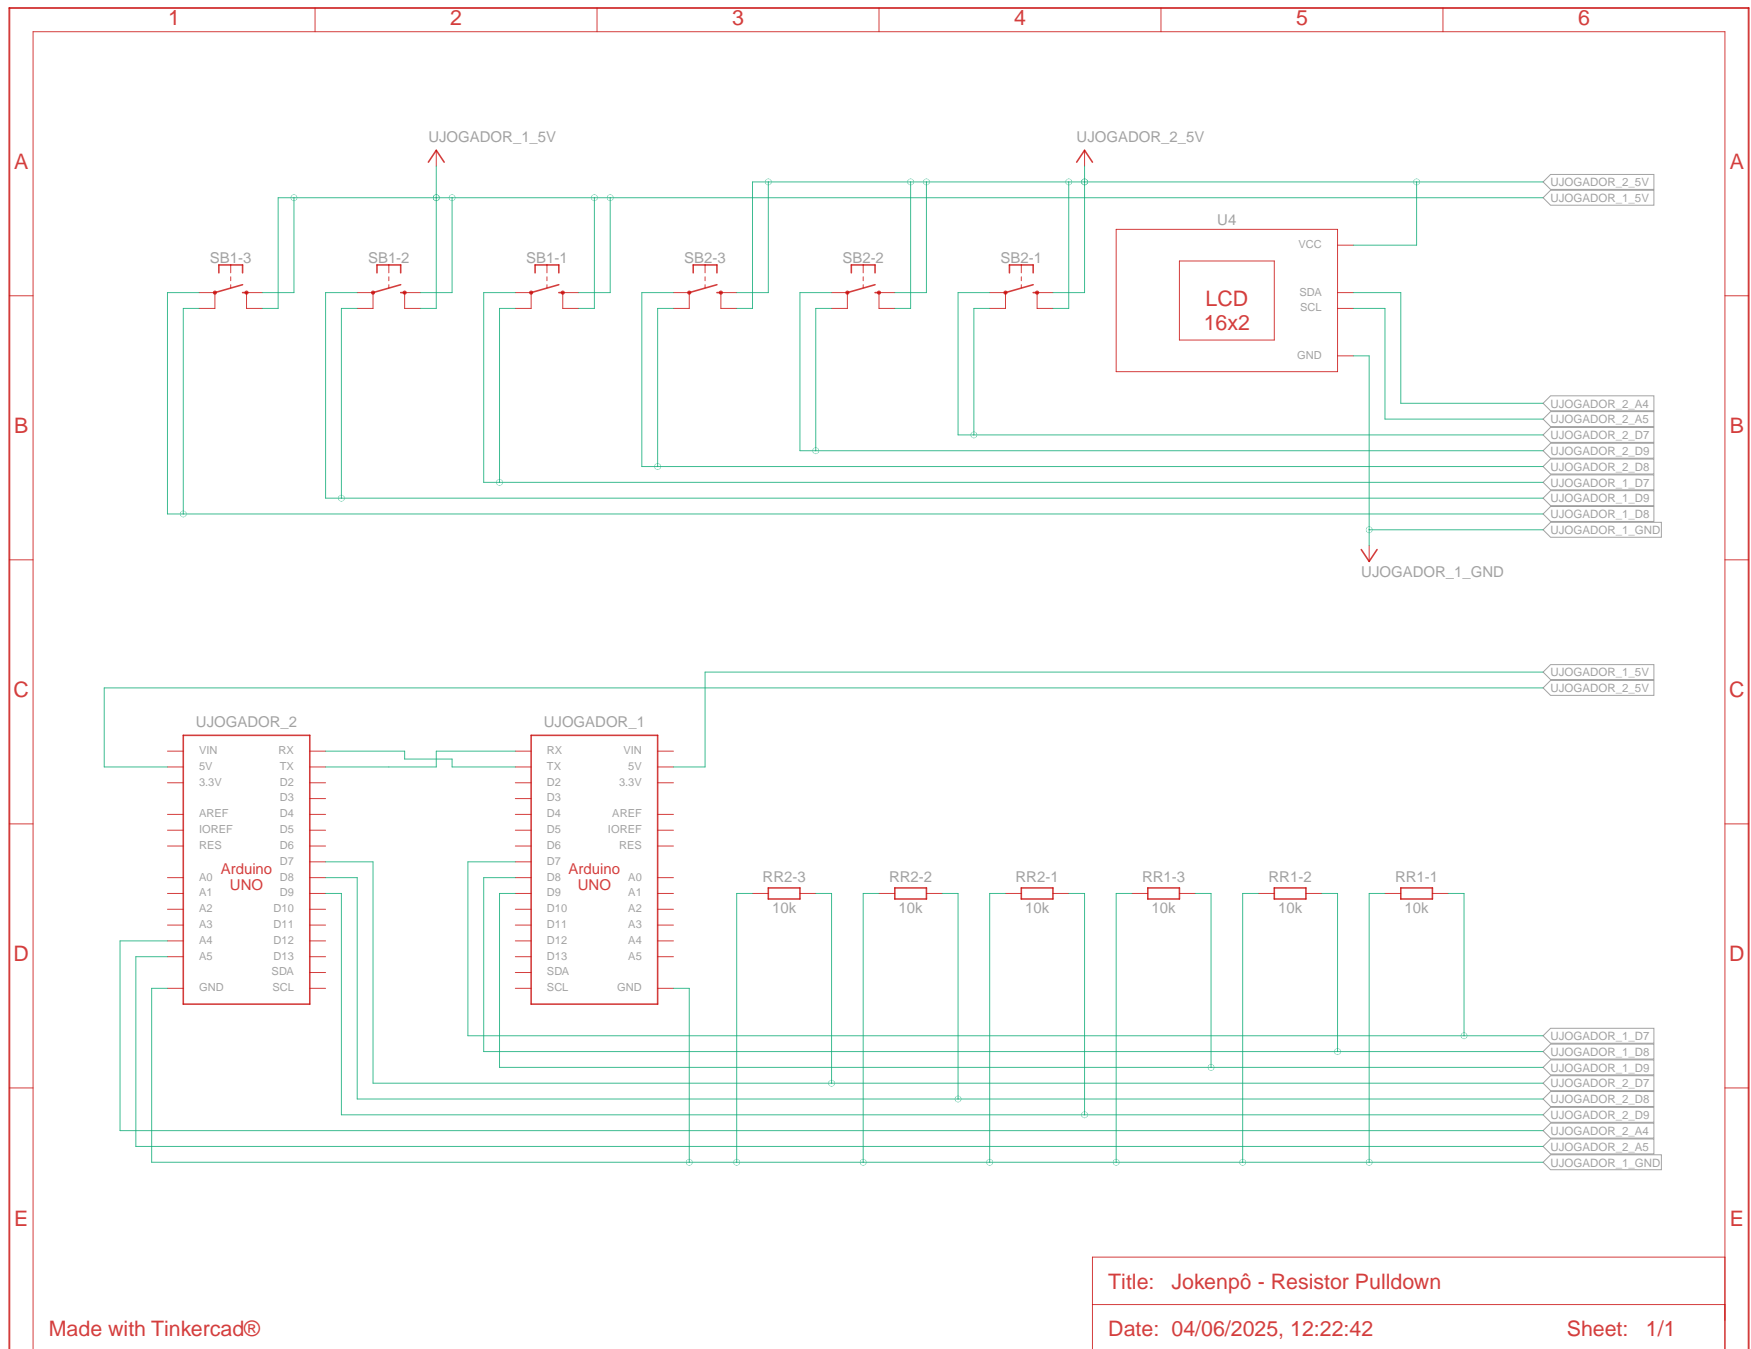 1 2 3 4 5 6
UJOGADOR_1_5V UJOGADOR_2_5V
A A
UJOGADOR_2_5V
UJOGADOR_1_5V
U4
VCC
SB1-3 SB1-2 SB1-1 SB2-3 SB2-2 SB2-1
SDA
LCD
SCL
16x2
GND
UJOGADOR_2_A4
UJOGADOR_2_A5
B B
UJOGADOR_2_D7
UJOGADOR_2_D9
UJOGADOR_2_D8
UJOGADOR_1_D7
UJOGADOR_1_D9
UJOGADOR_1_D8
UJOGADOR_1_GND
UJOGADOR_1_GND
UJOGADOR_1_5V
C C
UJOGADOR_2_5V
UJOGADOR_2 UJOGADOR_1
VIN RX RX VIN
5V TX TX 5V
3.3V D2 D2 3.3V
D3 D3
AREF D4 D4 AREF
IOREF D5 D5 IOREF
RES D6 D6 RES
D7 D7
Arduino Arduino
A0 D8 D8 A0
UNO UNO
RR2-3 RR2-2 RR2-1 RR1-3 RR1-2 RR1-1
A1 D9 D9 A1
A2 D10 D10 A2
10k 10k 10k 10k 10k 10k
A3 D11 D11 A3
A4 D12 D12 A4
D D
A5 D13 D13 A5
SDA SDA
GND SCL SCL GND
UJOGADOR_1_D7
UJOGADOR_1_D8
UJOGADOR_1_D9
UJOGADOR_2_D7
UJOGADOR_2_D8
UJOGADOR_2_D9
UJOGADOR_2_A4
UJOGADOR_2_A5
UJOGADOR_1_GND
E E
Title: Jokenpô - Resistor Pulldown
Made with Tinkercad®
Date: 04/06/2025, 12:22:42 Sheet: 1/1